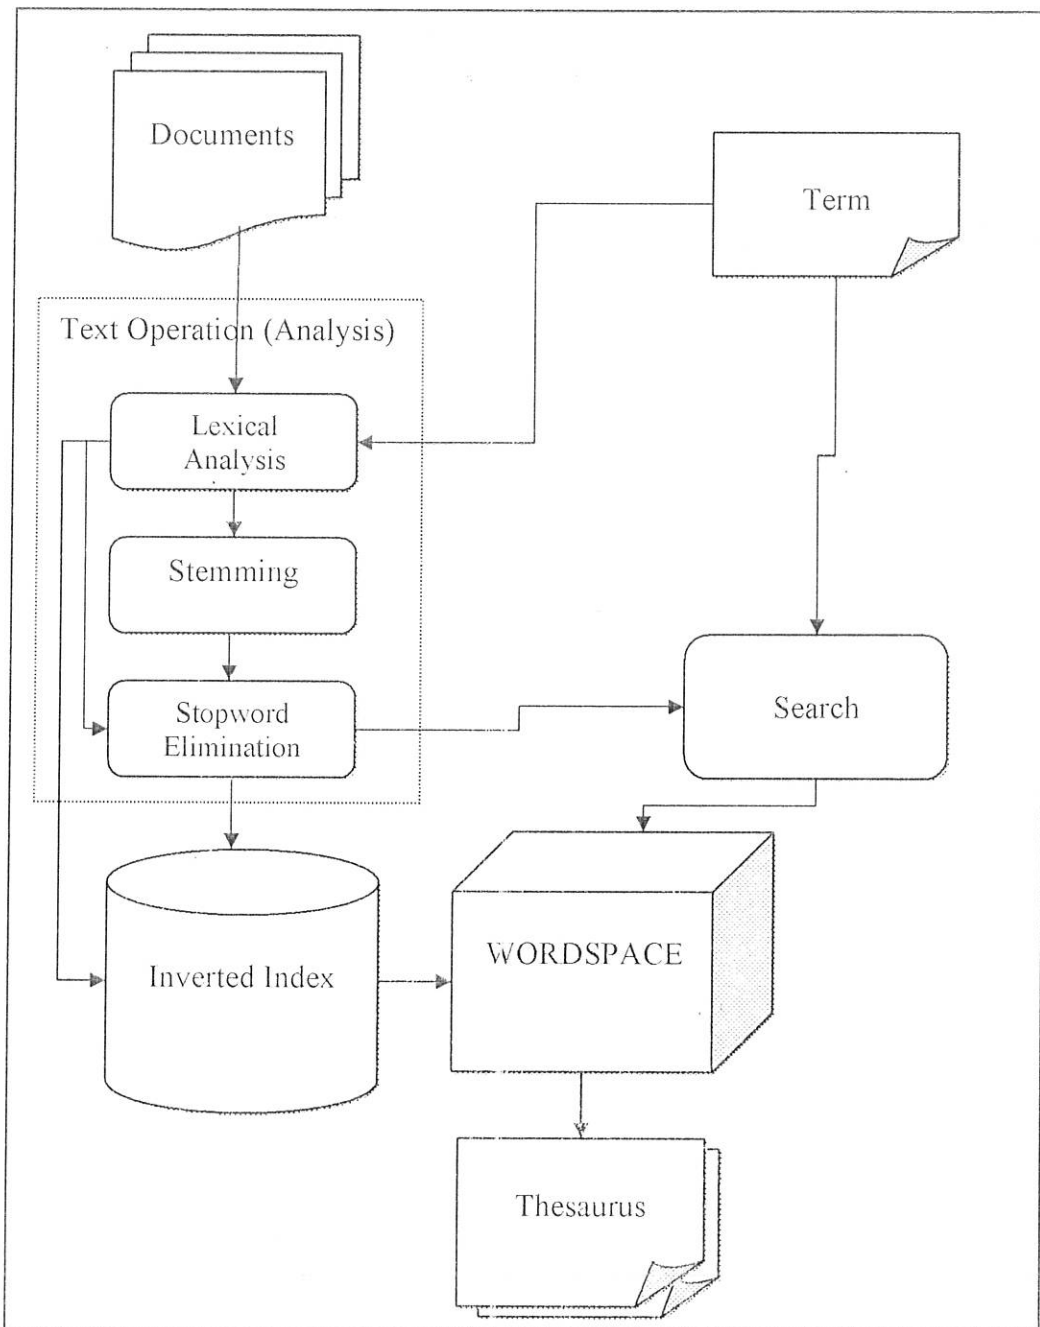 Documents
Term
Text Operation (Analysis)
Lexical
Analysis
Stemming
Stopword
Elimination
Search
Inverted Index
WORDSPACE
Thesaurus